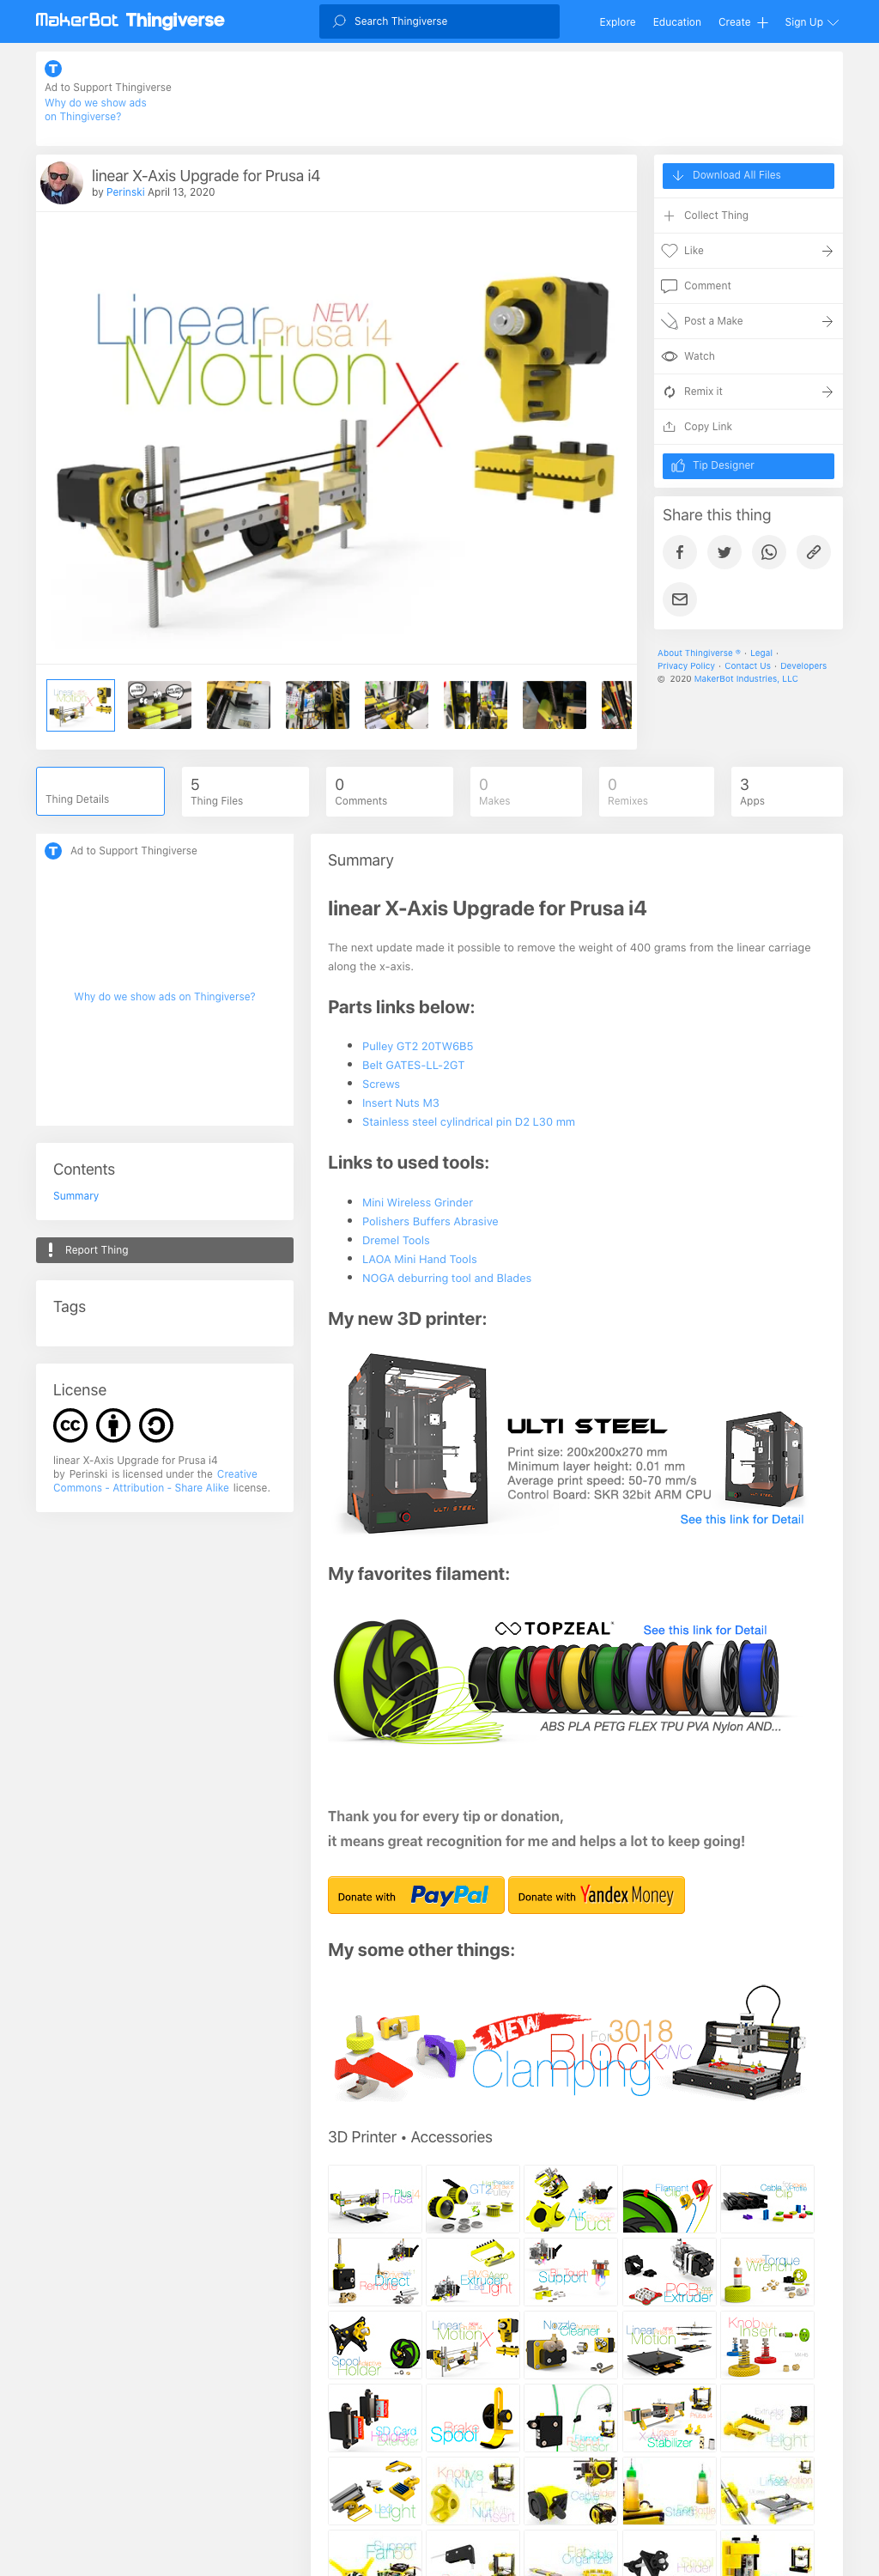 MakerBot Thingiverse
Search Thingiverse
Explore
Education
Create
Sign Up
Ad to Support Thingiverse
Why do we show ads
on Thingiverse?
linear X-Axis Upgrade for Prusa i4
by Perinski April 13, 2020
Linear
NEW
Prusa i4
Motion
X
Download All Files
Collect Thing
Like
Comment
Post a Make
Watch
Remix it
Copy Link
Tip Designer
Share this thing
About Thingiverse ® · Legal ·
Privacy Policy · Contact Us · Developers
© 2020 MakerBot Industries, LLC
Thing Details
5
Thing Files
0
Comments
0
Makes
0
Remixes
3
Apps
Ad to Support Thingiverse
Why do we show ads on Thingiverse?
Contents
Summary
Report Thing
Tags
License
linear X-Axis Upgrade for Prusa i4
by Perinski is licensed under the Creative
Commons - Attribution - Share Alike license.
Summary
linear X-Axis Upgrade for Prusa i4
The next update made it possible to remove the weight of 400 grams from the linear carriage
along the x-axis.
Parts links below:
Pulley GT2 20TW6B5
Belt GATES-LL-2GT
Screws
Insert Nuts M3
Stainless steel cylindrical pin D2 L30 mm
Links to used tools:
Mini Wireless Grinder
Polishers Buffers Abrasive
Dremel Tools
LAOA Mini Hand Tools
NOGA deburring tool and Blades
My new 3D printer:
ULTI STEEL
ULTI STEEL
Print size: 200x200x270 mm
Minimum layer height: 0.01 mm
Average print speed: 50-70 mm/s
Control Board: SKR 32bit ARM CPU
See this link for Detail
My favorites filament:
TOPZEAL
See this link for Detail
ABS PLA PETG FLEX TPU PVA Nylon AND...
Thank you for every tip or donation,
it means great recognition for me and helps a lot to keep going!
Donate with PayPal
Donate with Yandex Money
My some other things:
NEW
For 3018
Block CNC
Clamping
3D Printer • Accessories
Plus
Prusa i4
GT2
Air
Duct
Filament
Clip
Cable
Clip
Direct
Remote
Extruder
Light
Touch
Support
PCB
Extruder
Torque
Wrench
Spool
Holder
Linear
Motion
X
Nozzle
Cleaner
Linear
Motion
Knob
Insert
SD Card
Holder
Brake
Spool
Filament
Sensor
Stabilizer
Light
Light
Knob M8
Nut
Nut Insert
Cable
Stand
Linear
Support
Fan
Cable
Organizer
Holder